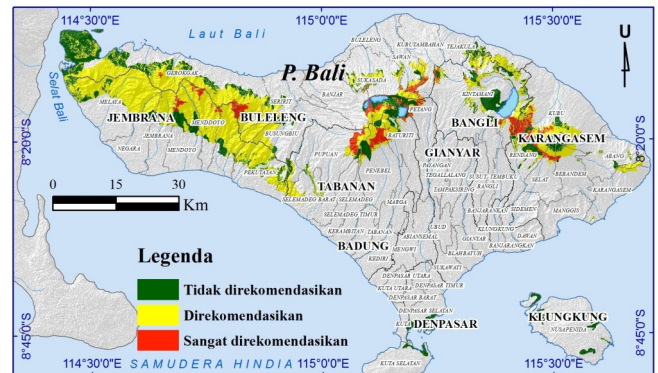 114°30'0"E
115°0'0"E
115°30'0"E
Laut Bali
U
Selat Bali
P. Bali
BULELENG
KUBUTAMBAHAN
TEJAKULA
SAWAN
SUKASADA
GEROKGAK
BANJAR
SERIRIT
KINTAMANI
MELAYA
JEMBRANA
MENDOTO
BULELENG
BUSUNGBIU
PETANG
BATURITI
BANGLI
KUBU
KARANGASEM
8°20'0"S
8°20'0"S
JEMBRANA
NEGARA
MENDOTO
PUPUAN
PENEBEL
GIANYAR
RENDANG
SELAT
ABANG
BEBANDEM
PEKUTATAN
TABANAN
PAJANGAN
TEGALLALANG
SUSUT
TEMBUKU
TAMPAKSIRING
BANGLI
KARANGASEM
SELEMADEG BARAT
SELEMADEG
MARGA
SELEMADEG TIMUR
UBUD
BANJARANKAN
SIDEMEN
MANGGIS
0
15
30
Km
KERAMBITAN
TABANAN
ABIANSEMAL
KLUNGKUNG
DAWAN
BADUNG
MENGWI
GIANYAR
BANJARANGKAN
KEDIRI
BLAHBATUH
SUKAWATI
Legenda
Tidak direkomendasikan
Direkomendasikan
Sangat direkomendasikan
DENPASAR UTARA
KUTA UTARA
DENPASAR TIMUR
DENPASAR BARAT
DENPASAR SELATAN
KUTA
DENPASAR
KUTA SELATAN
KLUNGKUNG
NUSAPENIDA
8°45'0"S
8°45'0"S
SAMUDERA HINDIA
114°30'0"E
115°0'0"E
115°30'0"E